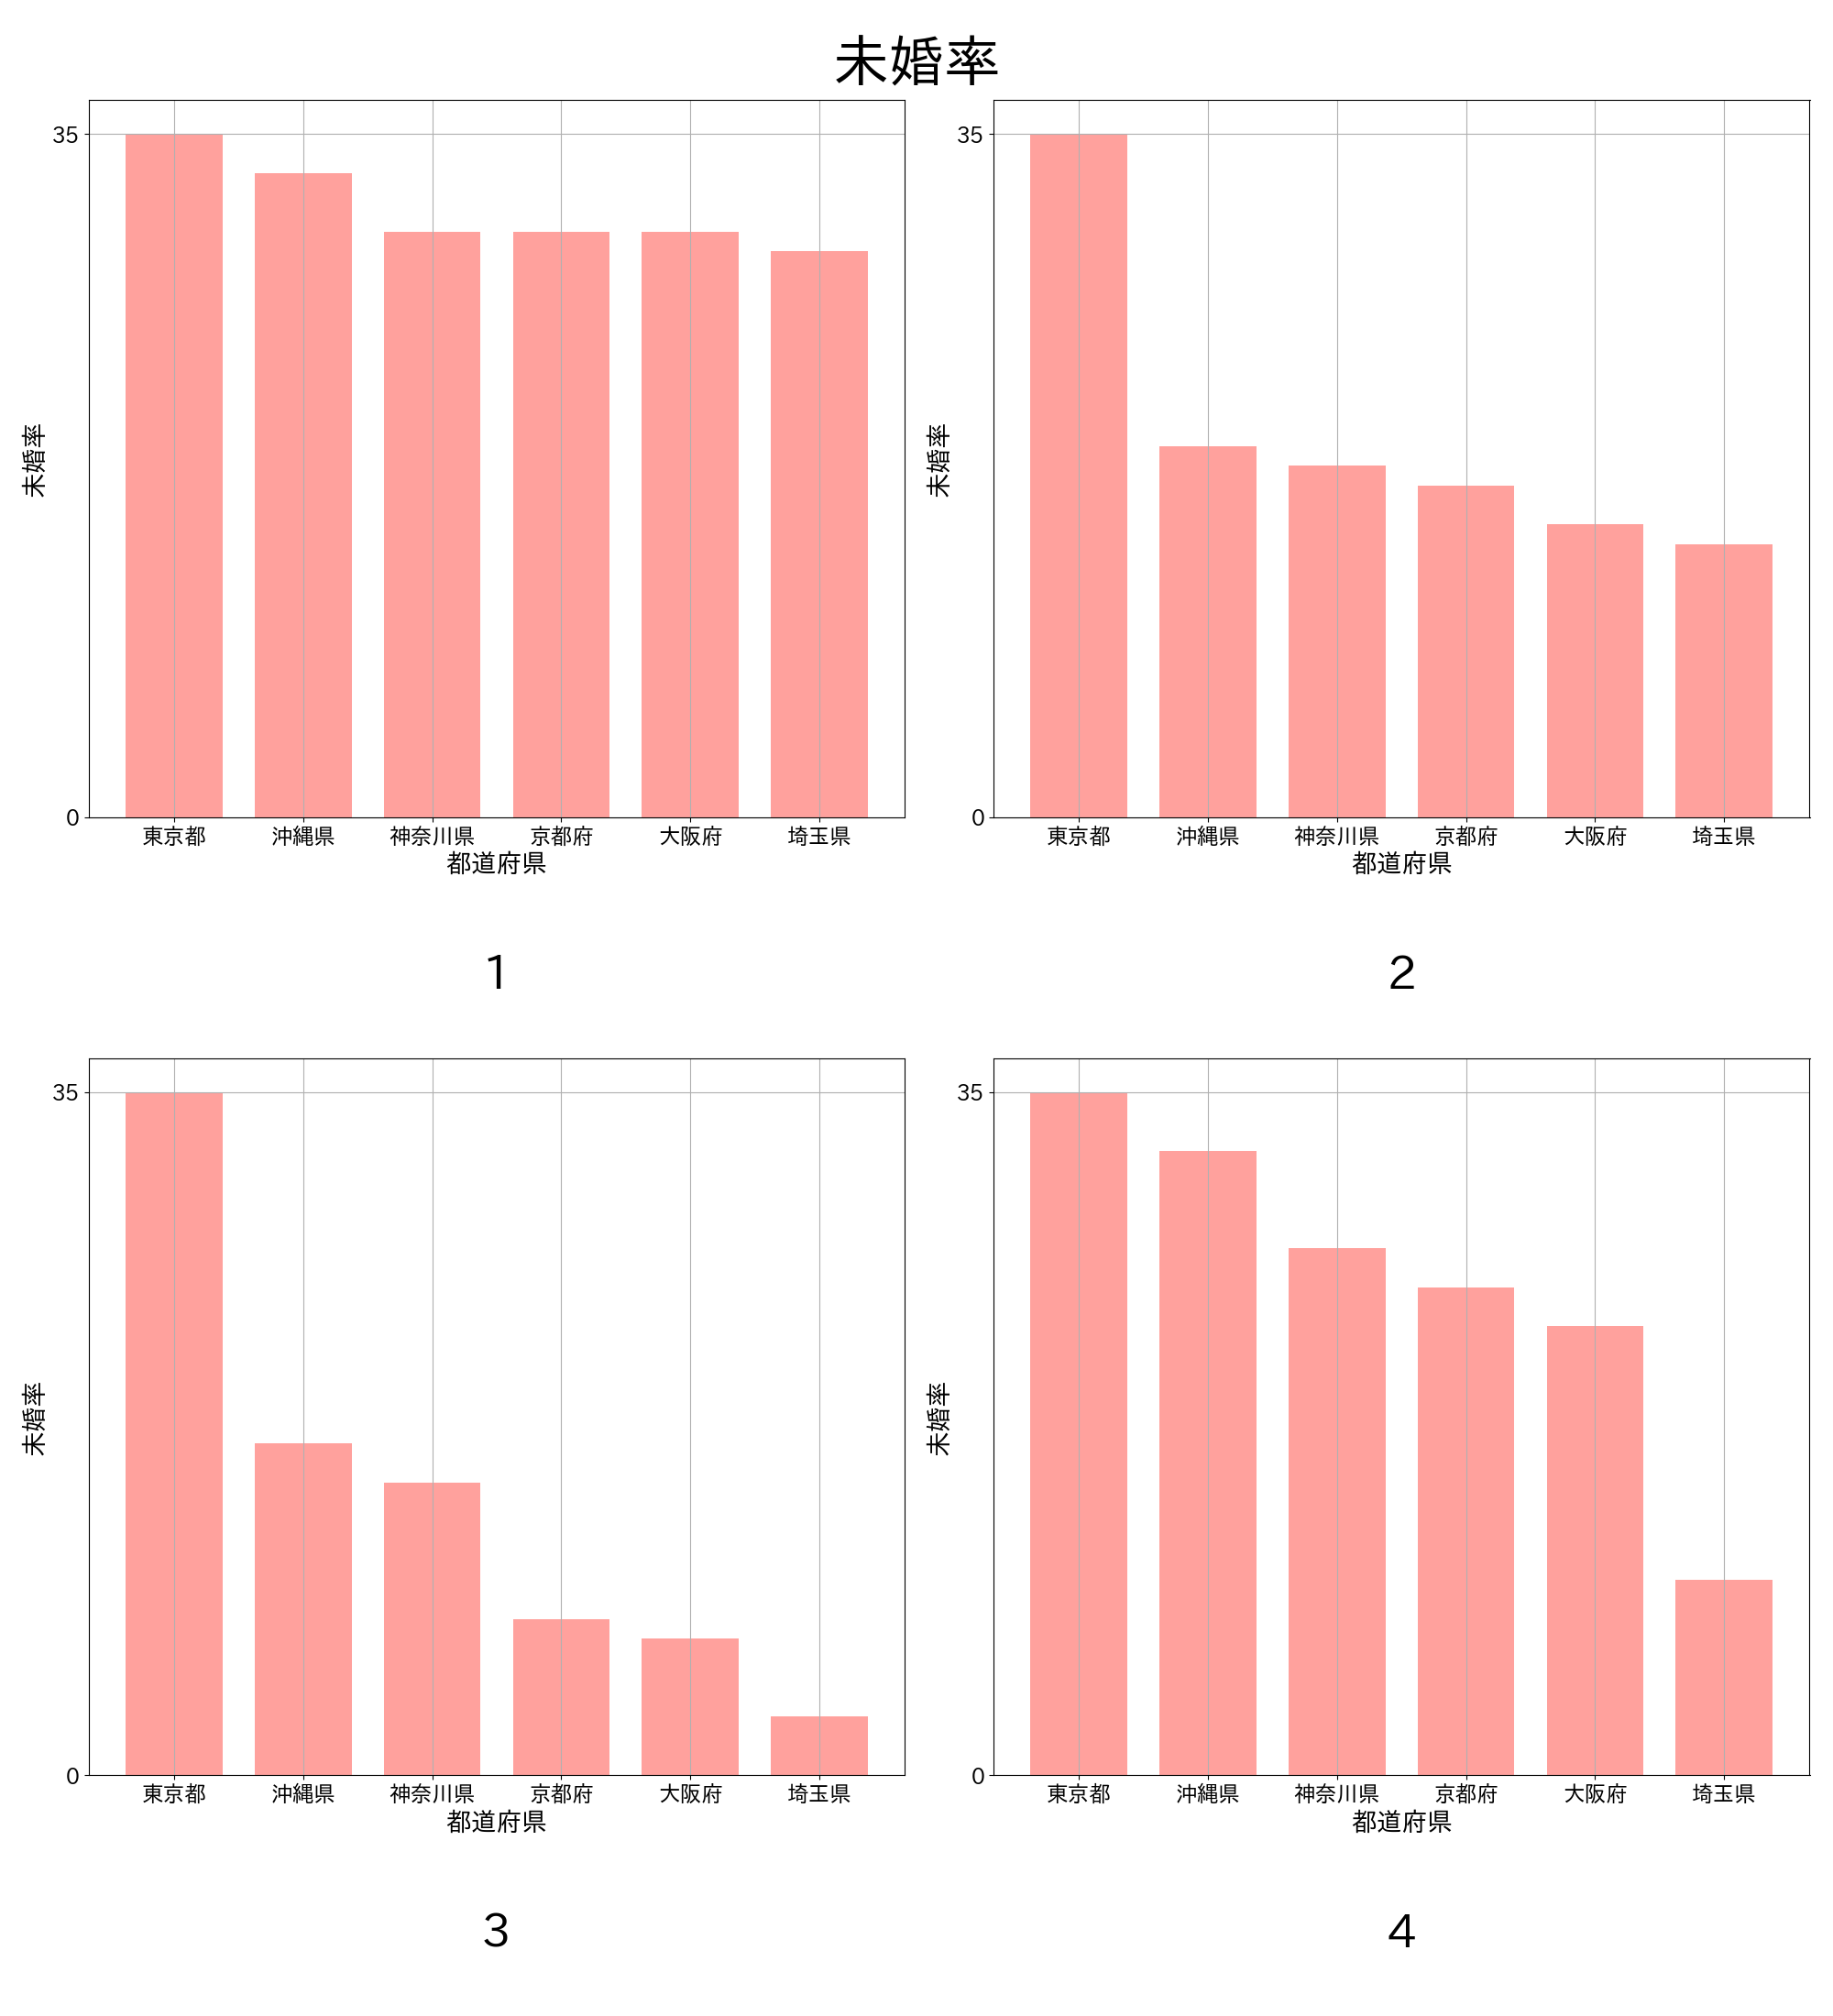 未婚率
35
0
未婚率
東京都 沖縄県 神奈川県 京都府 大阪府 埼玉県
都道府県
1
35
0
未婚率
東京都 沖縄県 神奈川県 京都府 大阪府 埼玉県
都道府県
2
35
0
未婚率
東京都 沖縄県 神奈川県 京都府 大阪府 埼玉県
都道府県
3
35
0
未婚率
東京都 沖縄県 神奈川県 京都府 大阪府 埼玉県
都道府県
4